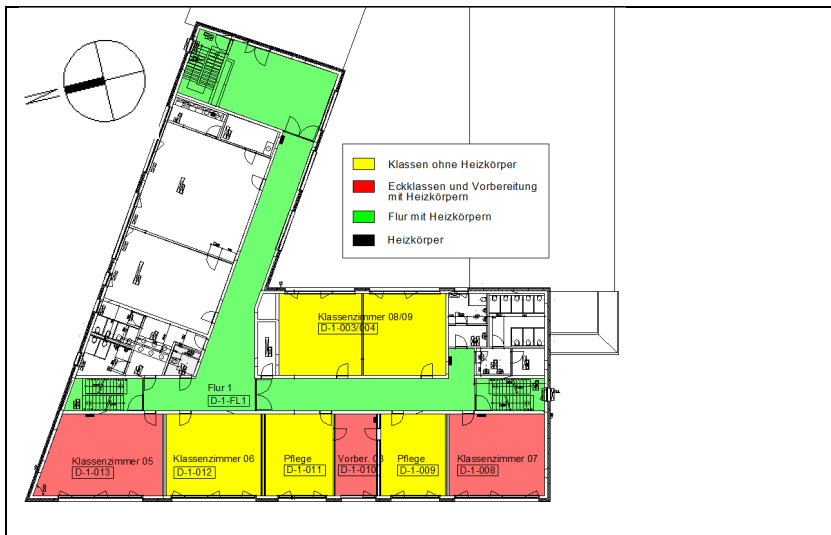 Klassen ohne Heizkörper
Eckklassen und Vorbereitung
mit Heizkörpern
Flur mit Heizkörpern
Heizkörper
Klassenzimmer 08/09
D-1-003/004
Flur 1
D-1-FL1
Klassenzimmer 05
D-1-013
Klassenzimmer 06
D-1-012
Pflege
D-1-011
Vorber. 03
D-1-010
Pflege
D-1-009
Klassenzimmer 07
D-1-008